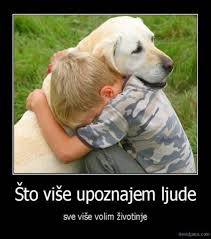 Što više upoznajem ljude
sve više volim životinje